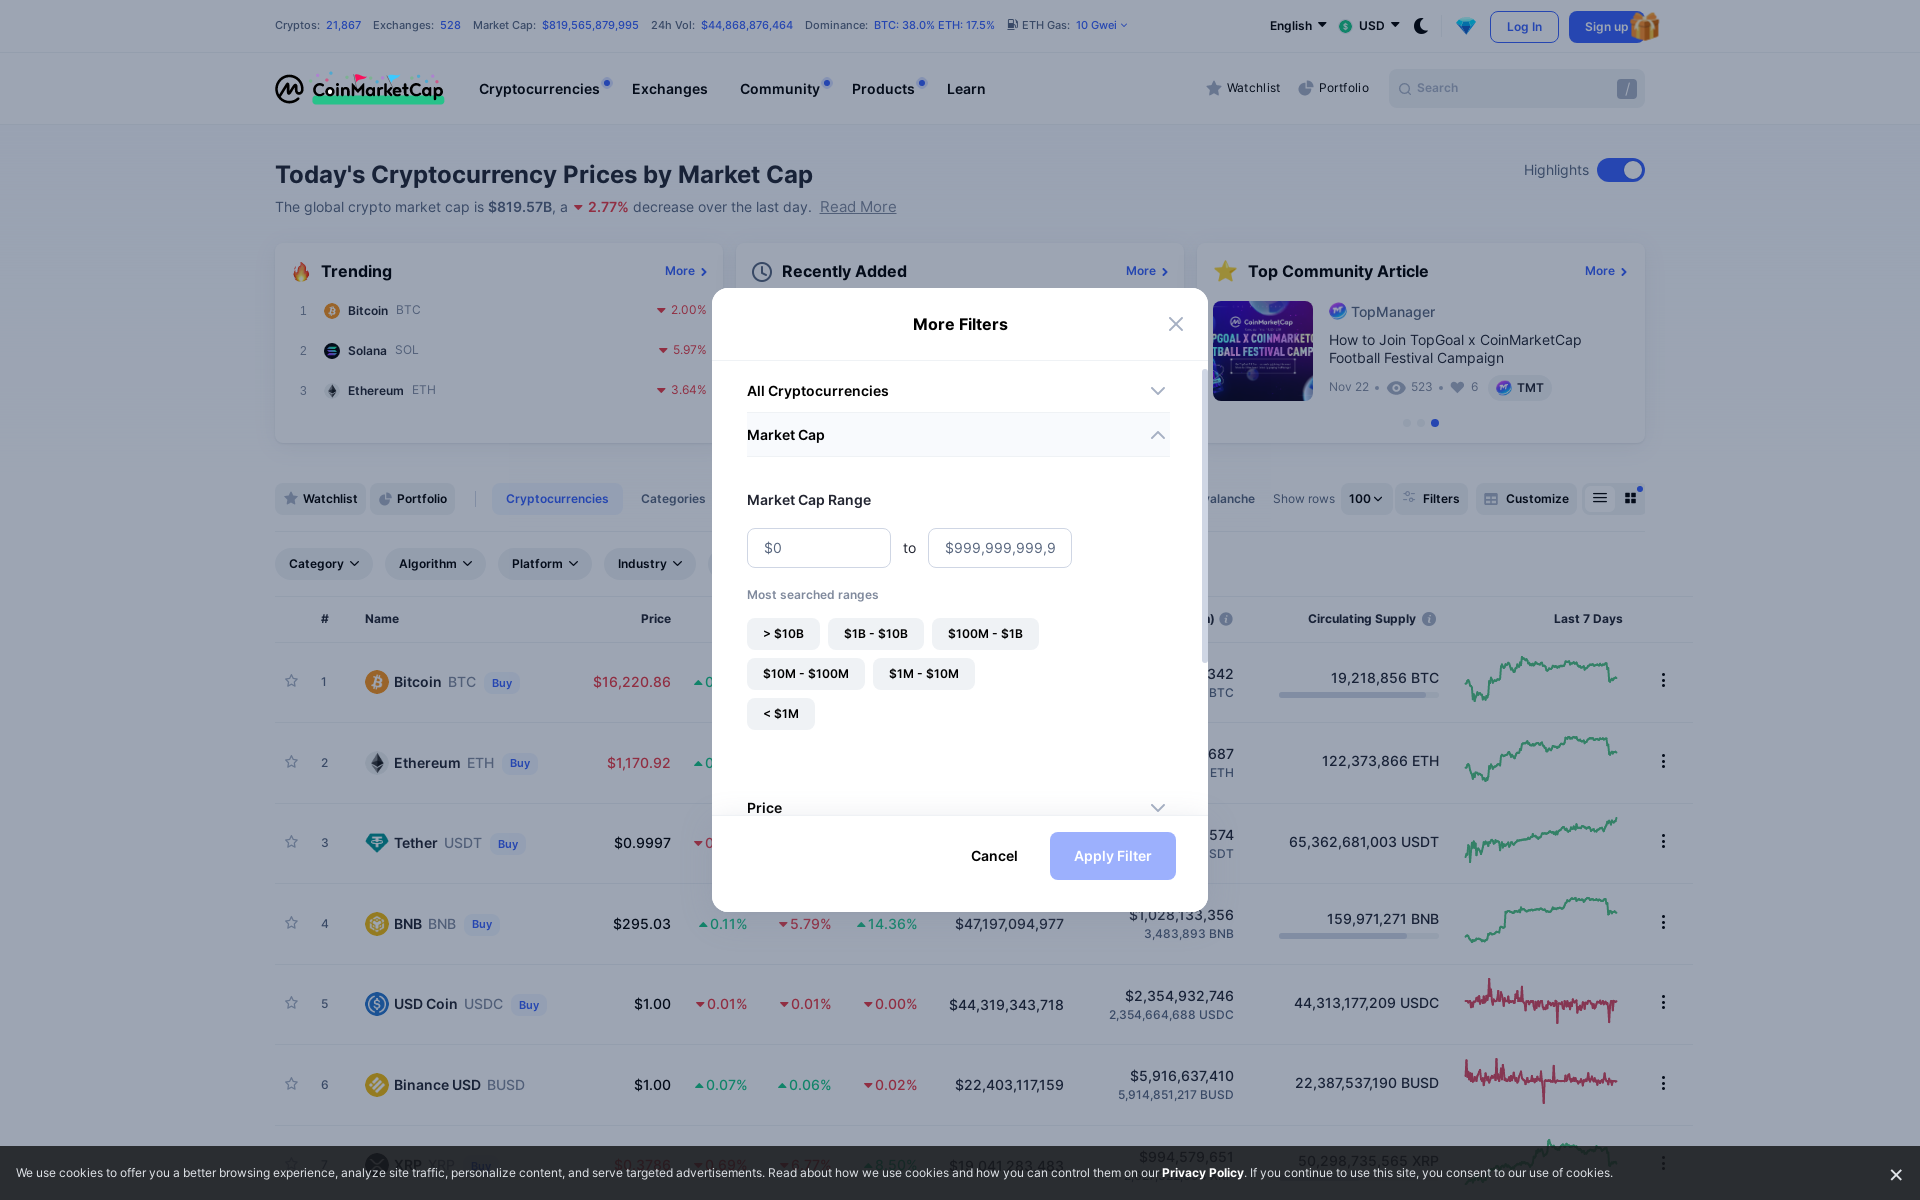 Cryptos: 21,867 Exchanges: 528 Market Cap: $819,565,879,995 24h Vol: $44,868,876,464 Dominance: BTC: 38.0% ETH: 17.5% ETH Gas: 10 Gwei
English USD Log In Sign up
CoinMarketCap Cryptocurrencies Exchanges Community Products Learn Watchlist Portfolio Search /
Today's Cryptocurrency Prices by Market Cap
Highlights
The global crypto market cap is $819.57B, a 2.77% decrease over the last day. Read More
Trending More
1 Bitcoin BTC 2.00%
2 Solana SOL 5.97%
3 Ethereum ETH 3.64%
Recently Added More
Top Community Article More
CoinMarketCap
TopManager
How to Join TopGoal x CoinMarketCap
Football Festival Campaign
Nov 22 • 523 • 6 TMT
More Filters
All Cryptocurrencies
Market Cap
Market Cap Range
$0 to $999,999,999,9
Most searched ranges
> $10B $1B - $10B $100M - $1B
$10M - $100M $1M - $10M
< $1M
Price
Cancel Apply Filter
Watchlist Portfolio Cryptocurrencies Categories Show rows 100 Filters Customize
Category Algorithm Platform Industry
# Name Price Circulating Supply Last 7 Days
1 Bitcoin BTC Buy $16,220.86 342 19,218,856 BTC
BTC
2 Ethereum ETH Buy $1,170.92 687 122,373,866 ETH
ETH
3 Tether USDT Buy $0.9997 574 65,362,681,003 USDT
4 BNB BNB Buy $295.03 0.11% 5.79% 14.36% $47,197,094,977 $1,028,133,356 159,971,271 BNB
3,483,893 BNB
5 USD Coin USDC Buy $1.00 0.01% 0.01% 0.00% $44,319,343,718 $2,354,932,746 44,313,177,209 USDC
2,354,664,688 USDC
6 Binance USD BUSD $1.00 0.07% 0.06% 0.02% $22,403,117,159 $5,916,637,410 22,387,537,190 BUSD
5,914,851,217 BUSD
7 XRP XRP Buy $994,579,651 50,298,735,565 XRP
We use cookies to offer you a better browsing experience, analyze site traffic, personalize content, and serve targeted advertisements. Read about how we use cookies and how you can control them on our Privacy Policy. If you continue to use this site, you consent to our use of cookies.